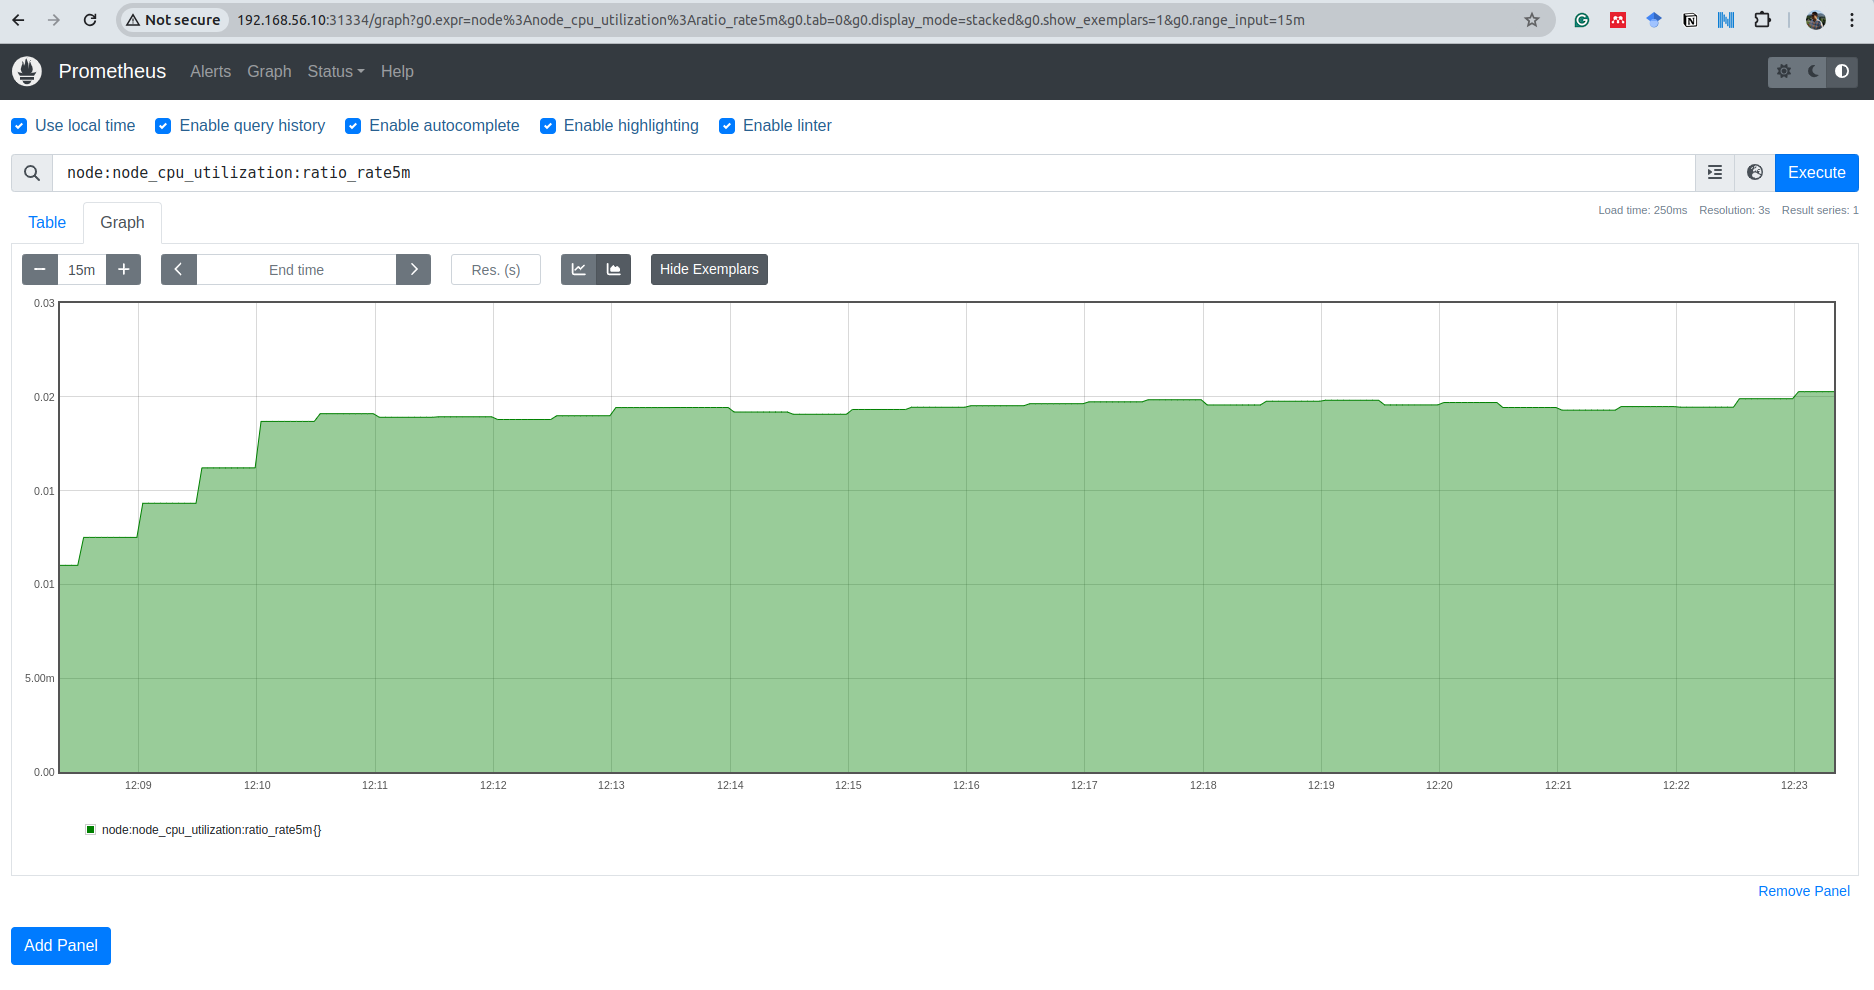 Not secure 192.168.56.10:31334/graph?g0.expr=node%3Anode_cpu_utilization%3Aratio_rate5m&g0.tab=0&g0.display_mode=stacked&g0.show_exemplars=1&g0.range_input=15m
Prometheus Alerts Graph Status Help
Use local time Enable query history Enable autocomplete Enable highlighting Enable linter
node:node_cpu_utilization:ratio_rate5m Execute
Table Graph Load time: 250ms Resolution: 3s Result series: 1
15m End time Res. (s) Hide Exemplars
0.03
0.02
0.01
0.01
5.00m
0.00
12:09 12:10 12:11 12:12 12:13 12:14 12:15 12:16 12:17 12:18 12:19 12:20 12:21 12:22 12:23
node:node_cpu_utilization:ratio_rate5m{}
Remove Panel
Add Panel